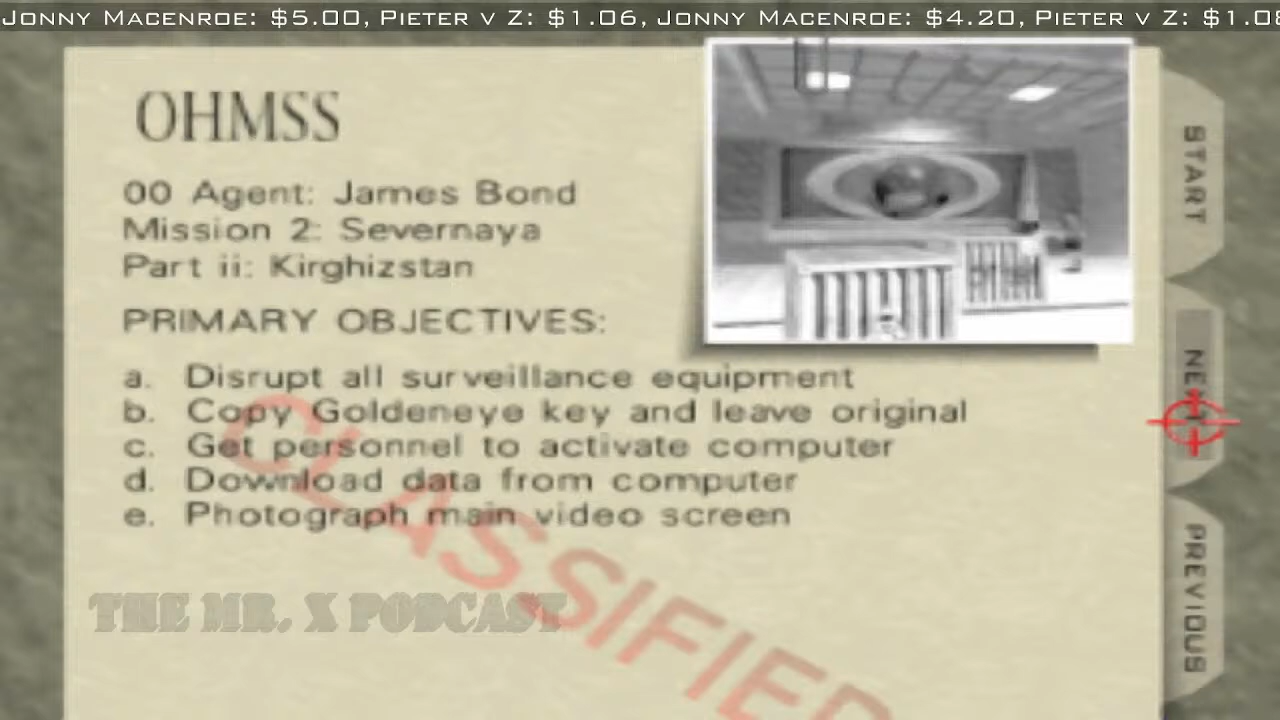 JONNY MACENROE: $5.00, PIETER V Z: $1.06, JONNY MACENROE: $4.20, PIETER V Z: $1.08
OHMSS
00 Agent: James Bond
Mission 2: Severnaya
Part ii: Kirghizstan
PRIMARY OBJECTIVES:
a. Disrupt all surveillance equipment
b. Copy Goldeneye key and leave original
c. Get personnel to activate computer
d. Download data from computer
e. Photograph main video screen
CLASSIFIED
THE MR. X PODCAST
START
NEXT
PREVIOUS